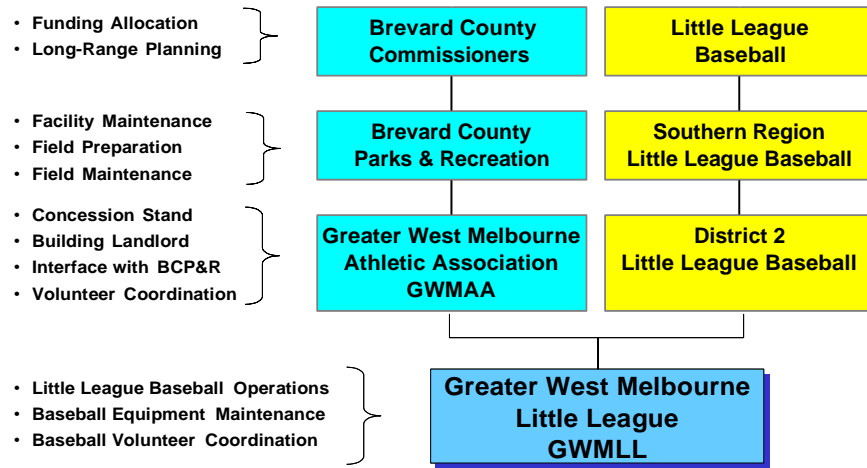 • Funding Allocation
• Long-Range Planning
Brevard County
Commissioners
Little League
Baseball
• Facility Maintenance
• Field Preparation
• Field Maintenance
Brevard County
Parks & Recreation
Southern Region
Little League Baseball
• Concession Stand
• Building Landlord
• Interface with BCP&R
• Volunteer Coordination
Greater West Melbourne
Athletic Association
GWMAA
District 2
Little League Baseball
• Little League Baseball Operations
• Baseball Equipment Maintenance
• Baseball Volunteer Coordination
Greater West Melbourne
Little League
GWMLL